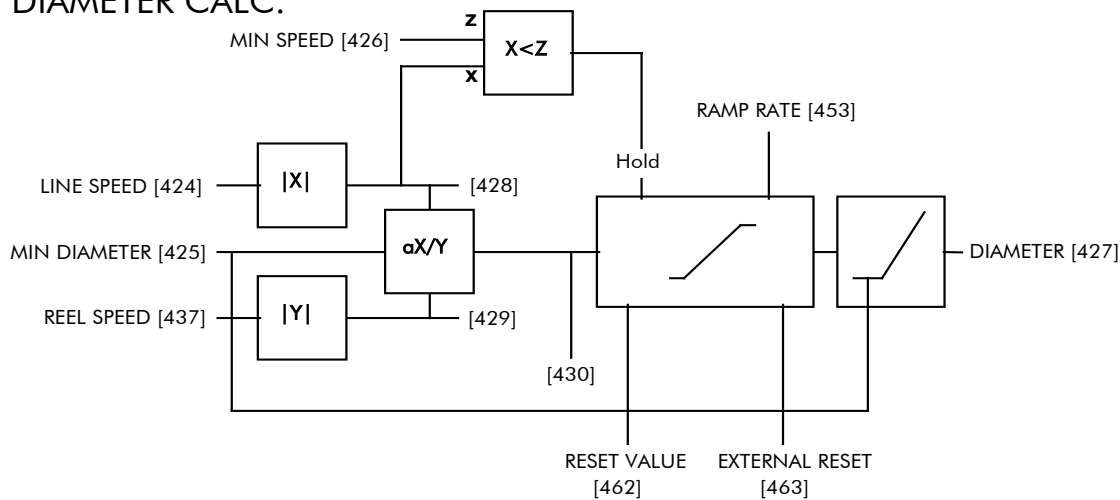 DIAMETER CALC.
MIN SPEED [426]
z
X<Z
x
RAMP RATE [453]
Hold
LINE SPEED [424]
|X|
[428]
MIN DIAMETER [425]
aX/Y
DIAMETER [427]
REEL SPEED [437]
|Y|
[429]
[430]
RESET VALUE
[462]
EXTERNAL RESET
[463]